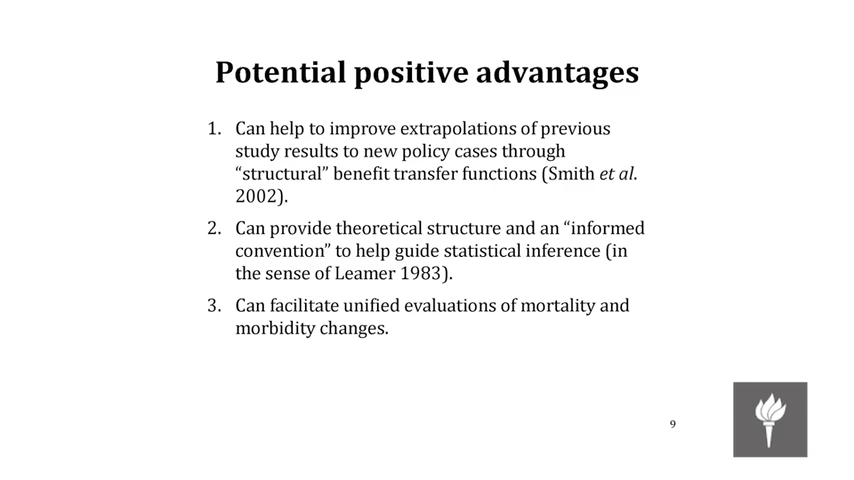 Potential positive advantages
1. Can help to improve extrapolations of previous
study results to new policy cases through
“structural” benefit transfer functions (Smith et al.
2002).
2. Can provide theoretical structure and an “informed
convention” to help guide statistical inference (in
the sense of Leamer 1983).
3. Can facilitate unified evaluations of mortality and
morbidity changes.
9